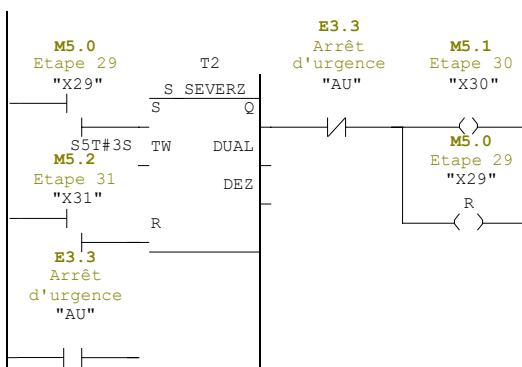 M5.0
Etape 29
"X29"
T2
S_SEVERZ
S
Q
S5T#3S
TW
DUAL
DEZ
R
M5.2
Etape 31
"X31"
E3.3
Arrêt
d'urgence
"AU"
E3.3
Arrêt
d'urgence
"AU"
M5.1
Etape 30
"X30"
M5.0
Etape 29
"X29"
R